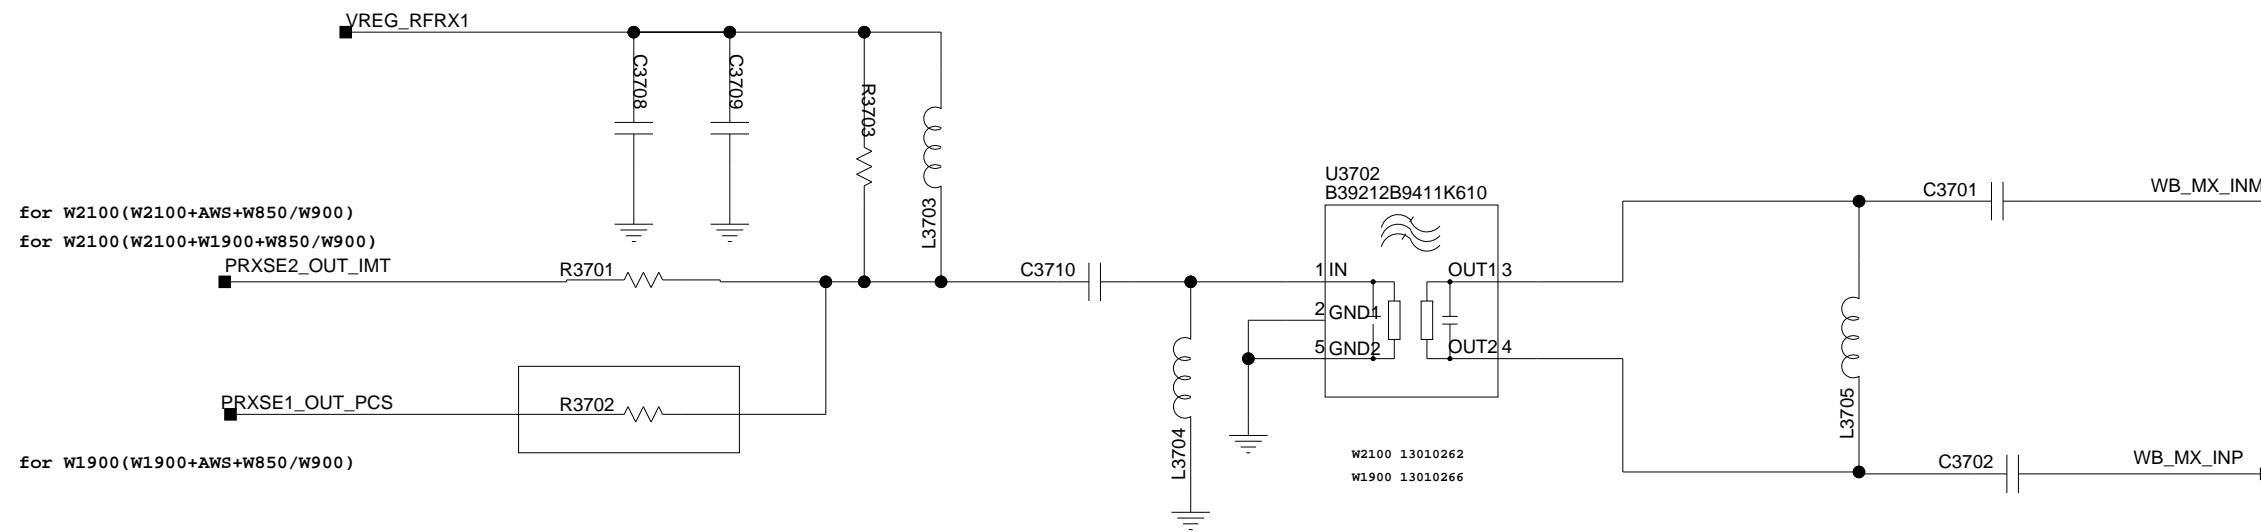 VREG_RFRX1
C3708
C3709
R3703
L3703
for W2100(W2100+AWS+W850/W900)
for W2100(W2100+W1900+W850/W900)
PRXSE2_OUT_IMT
R3701
C3710
PRXSE1_OUT_PCS
R3702
for W1900(W1900+AWS+W850/W900)
L3704
U3702
B39212B9411K610
1 IN
OUT1 3
2 GND1
5 GND2
OUT2 4
W2100 13010262
W1900 13010266
C3701
WB_MX_INM
L3705
C3702
WB_MX_INP